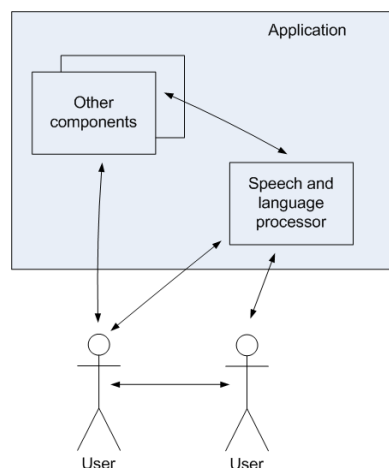 Application
Other
components
Speech and
language
processor
User
User